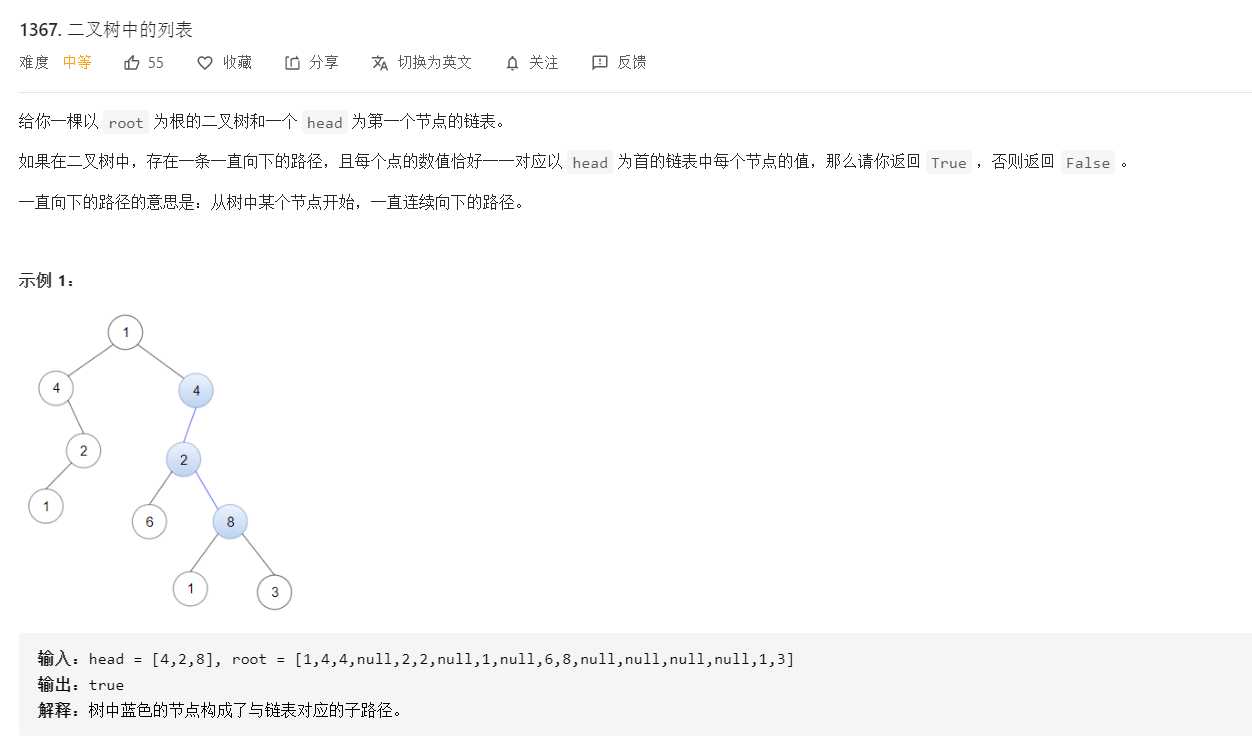 1367. 二叉树中的列表
难度 中等 55 收藏 分享 切换为英文 关注 反馈
给你一棵以 root 为根的二叉树和一个 head 为第一个节点的链表。
如果在二叉树中，存在一条一直向下的路径，且每个点的数值恰好一一对应以 head 为首的链表中每个节点的值，那么请你返回 True ，否则返回 False 。
一直向下的路径的意思是：从树中某个节点开始，一直连续向下的路径。
示例 1：
1
4 4
2 2
1 6 8
1 3
输入：head = [4,2,8], root = [1,4,4,null,2,2,null,1,null,6,8,null,null,null,null,1,3]
输出：true
解释：树中蓝色的节点构成了与链表对应的子路径。